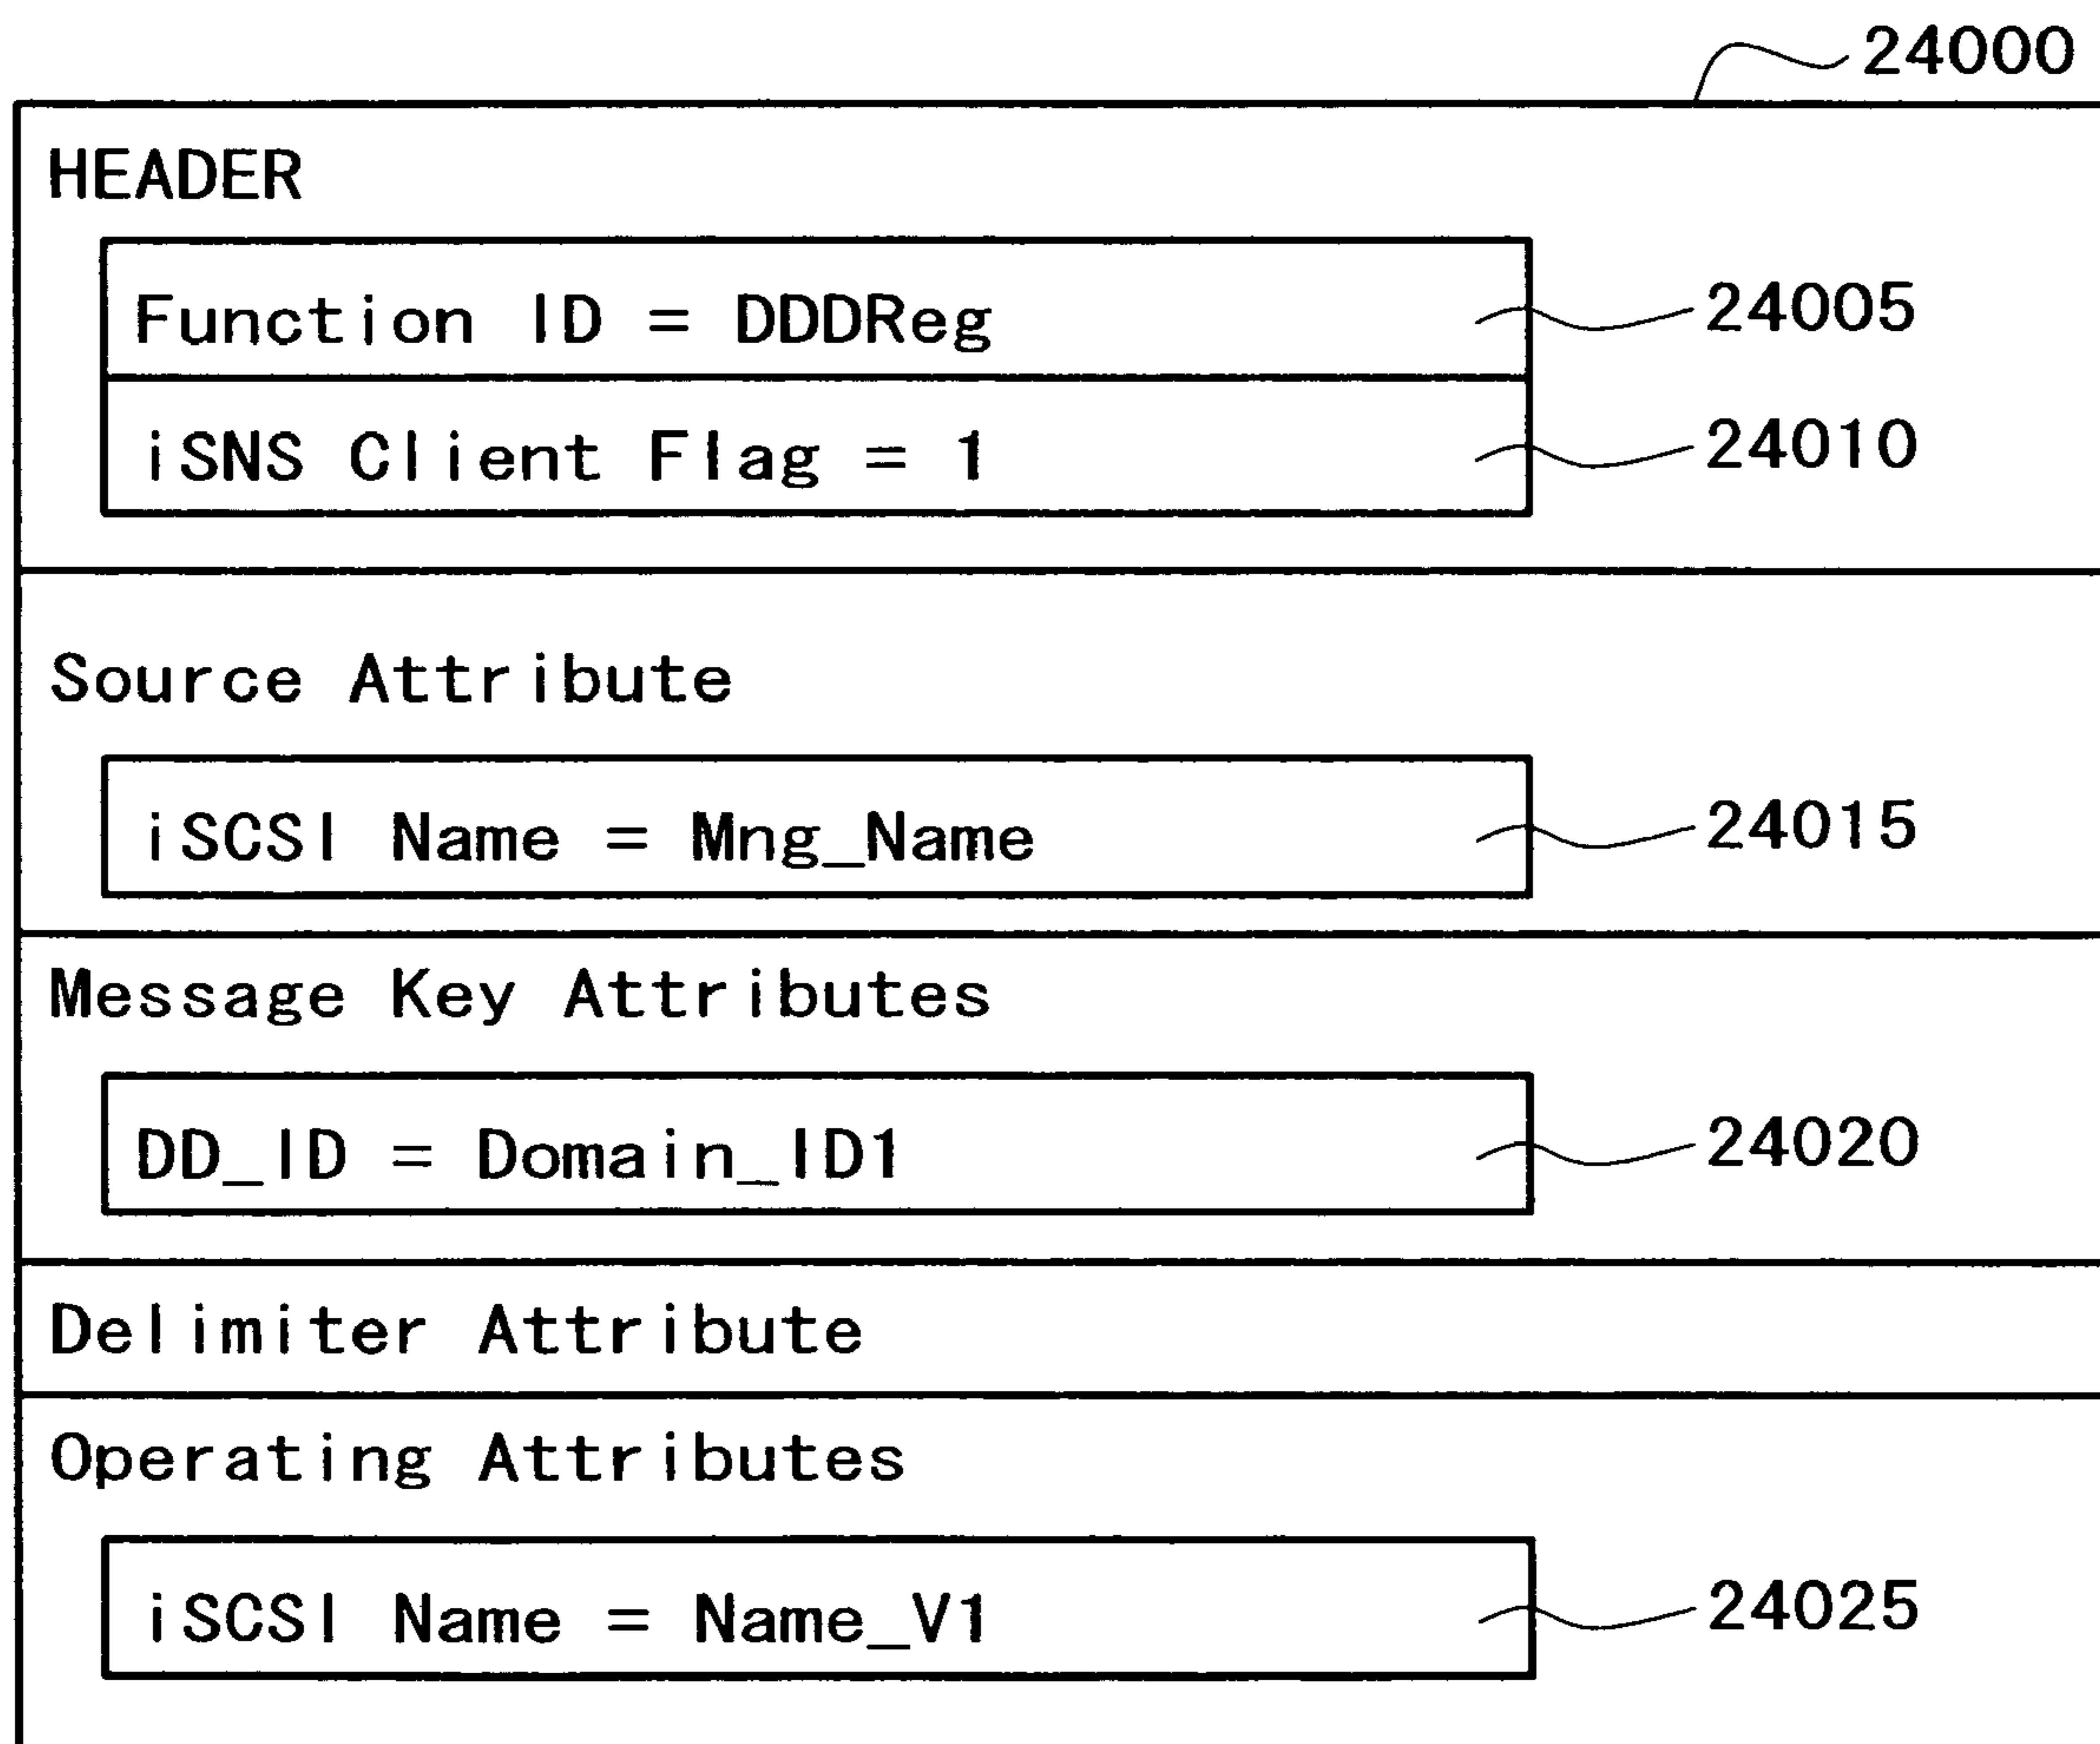 24000
HEADER
Function ID = DDDReg 24005
iSNS Client Flag = 1 24010
Source Attribute
iSCSI Name = Mng_Name 24015
Message Key Attributes
DD_ID = Domain_ID1 24020
Delimiter Attribute
Operating Attributes
iSCSI Name = Name_V1 24025